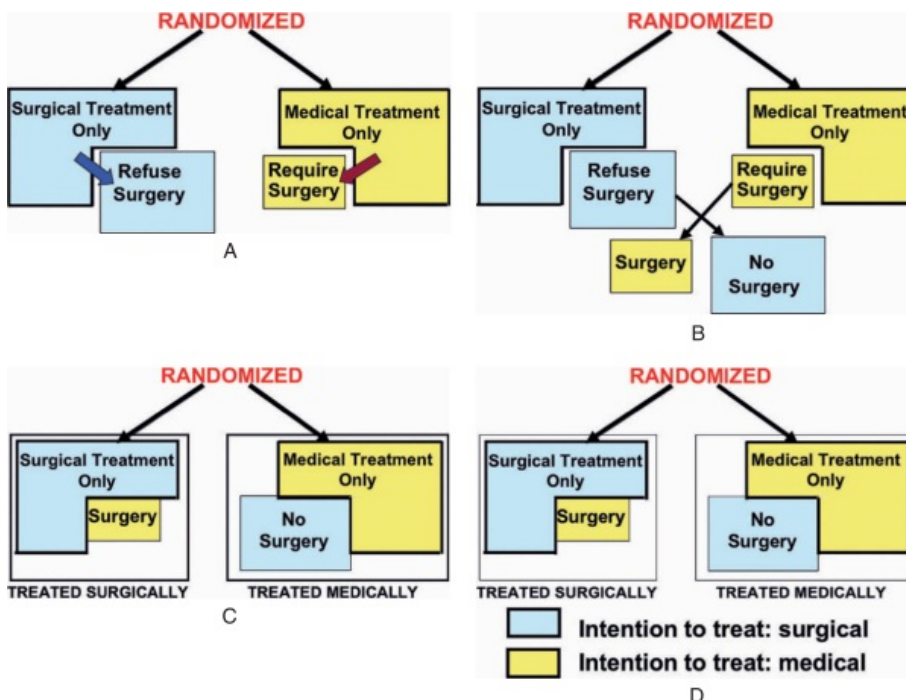 RANDOMIZED
Surgical Treatment
Only
Refuse
Surgery
Medical Treatment
Only
Require
Surgery
A
RANDOMIZED
Surgical Treatment
Only
Refuse
Surgery
Medical Treatment
Only
Require
Surgery
Surgery
No
Surgery
B
RANDOMIZED
Surgical Treatment
Only
Surgery
TREATED SURGICALLY
Medical Treatment
Only
No
Surgery
TREATED MEDICALLY
C
RANDOMIZED
Surgical Treatment
Only
Surgery
TREATED SURGICALLY
Medical Treatment
Only
No
Surgery
TREATED MEDICALLY
Intention to treat: surgical
Intention to treat: medical
D